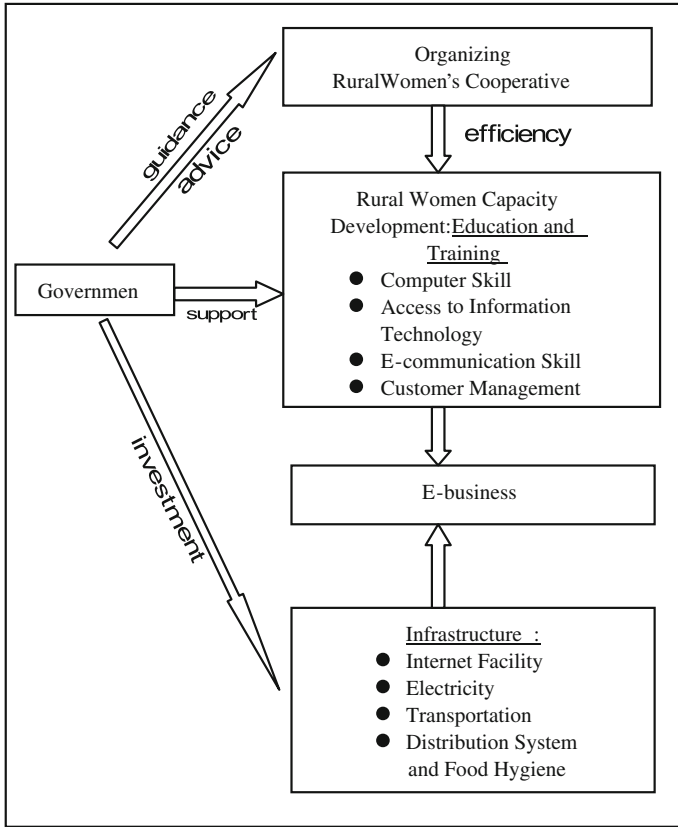 Organizing
RuralWomen's Cooperative
guidance
advice
efficiency
Rural Women Capacity
Development:Education and
Training
● Computer Skill
● Access to Information
Technology
● E-communication Skill
● Customer Management
Governmen
support
investment
E-business
Infrastructure :
● Internet Facility
● Electricity
● Transportation
● Distribution System
and Food Hygiene